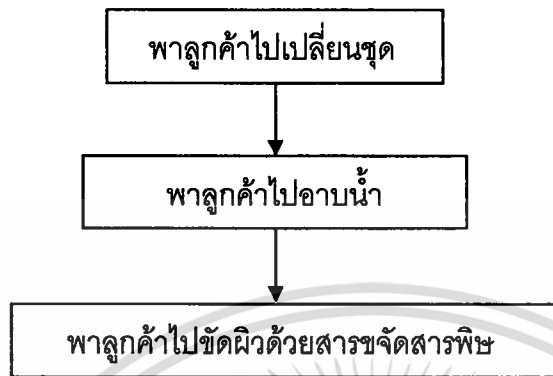 พาลูกค้าไปเปลี่ยนชุด
พาลูกค้าไปอาบน้ำ
พาลูกค้าไปขัดผิวด้วยสารขจัดสารพิษ